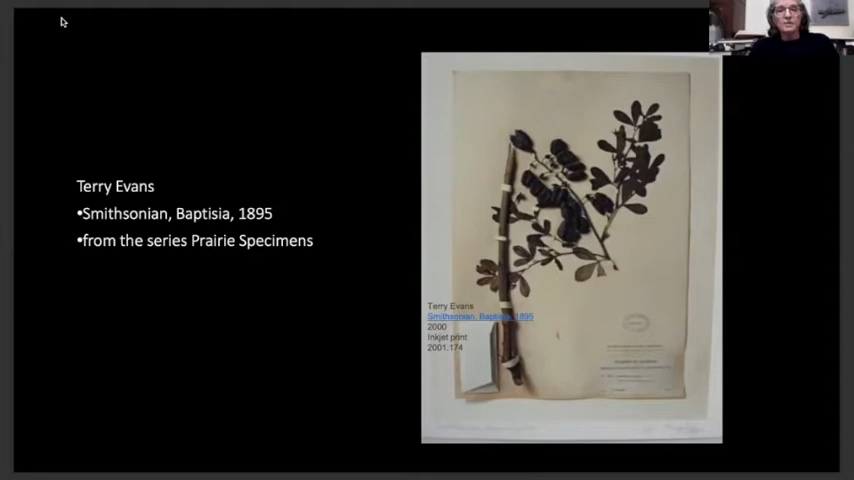 Terry Evans
•Smithsonian, Baptisia, 1895
•from the series Prairie Specimens
Terry Evans
Smithsonian, Baptisia, 1895
2000
Inkjet print
2001.174